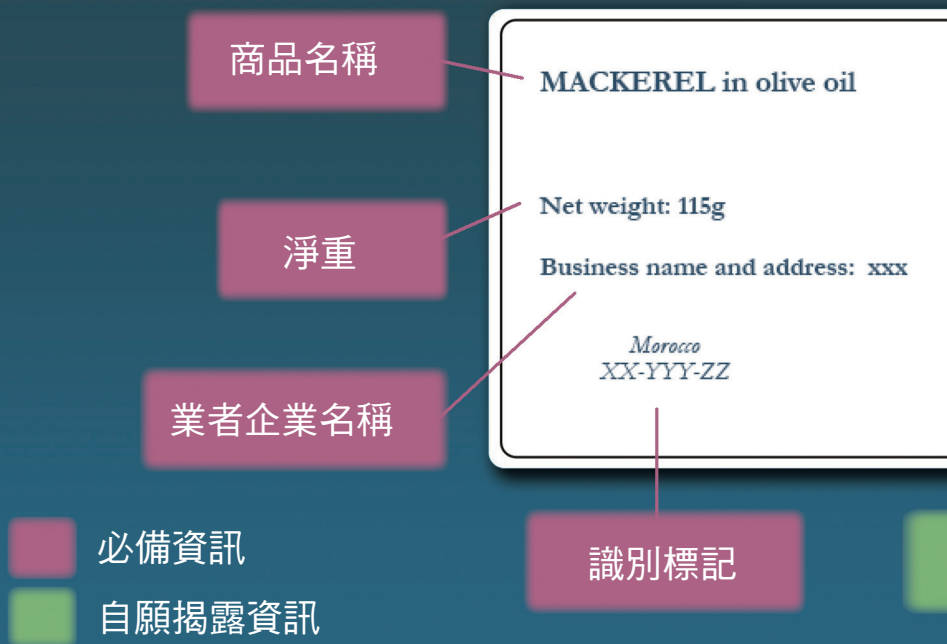 商品名稱
MACKEREL in olive oil
淨重
Net weight: 115g
Business name and address: xxx
業者企業名稱
Morocco
XX-YYY-ZZ
識別標記
必備資訊
自願揭露資訊